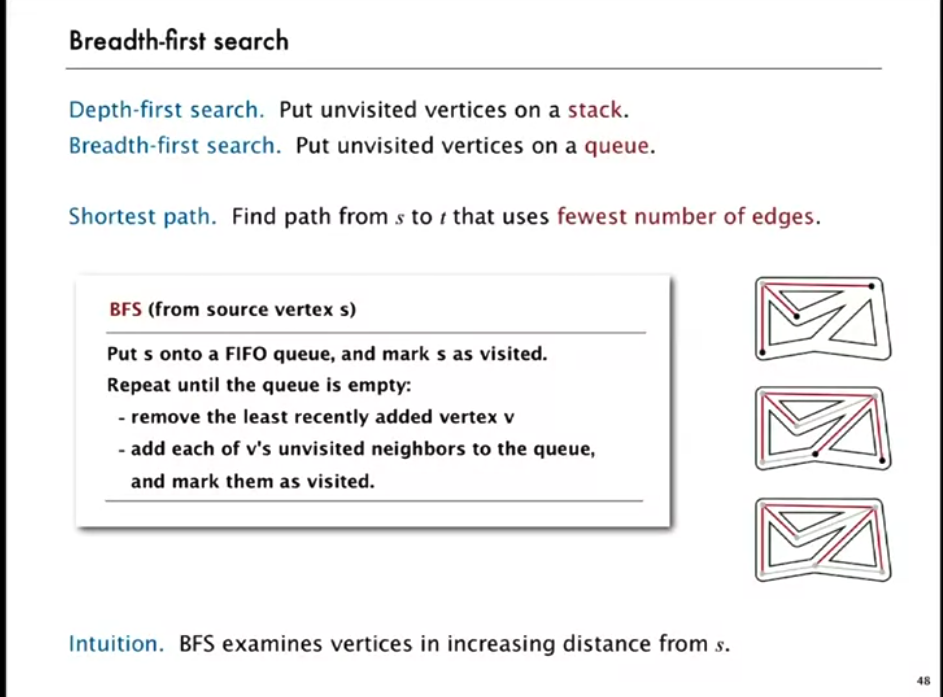 Breadth-first search
Depth-first search. Put unvisited vertices on a stack.
Breadth-first search. Put unvisited vertices on a queue.
Shortest path. Find path from s to t that uses fewest number of edges.
BFS (from source vertex s)
Put s onto a FIFO queue, and mark s as visited.
Repeat until the queue is empty:
- remove the least recently added vertex v
- add each of v's unvisited neighbors to the queue,
and mark them as visited.
Intuition. BFS examines vertices in increasing distance from s.
48